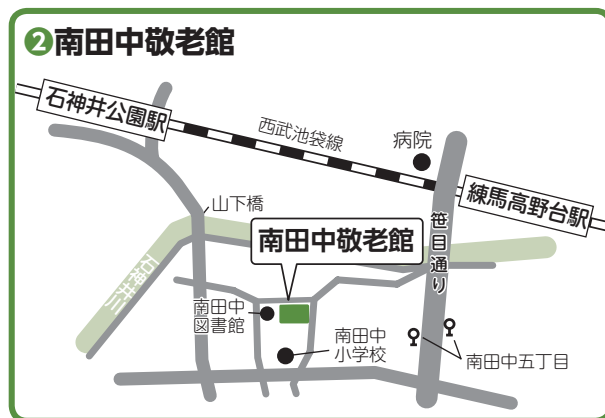 ②南田中敬老館
石神井公園駅
西武池袋線
病院
練馬高野台駅
山下橋
笹目通り
南田中敬老館
石神井川
南田中
図書館
南田中
小学校
南田中五丁目